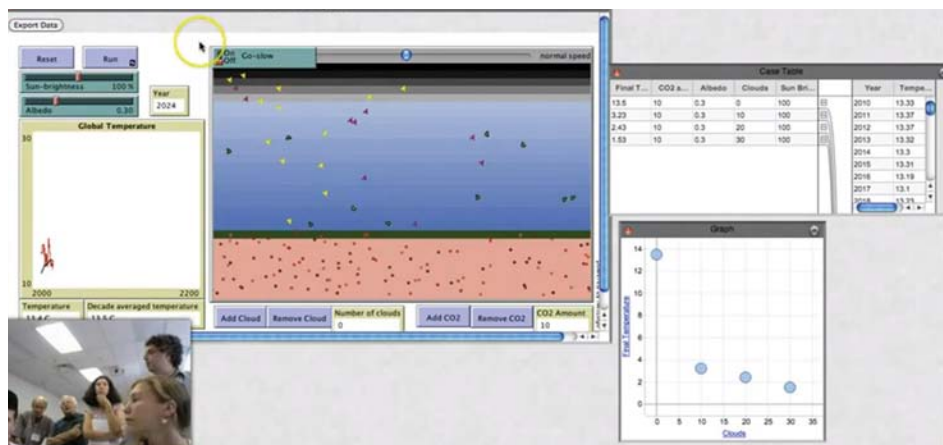 Export Data
Reset
Run
On
Off
Go-slow
normal speed
Sun-brightness 100 %
Year
2024
Albedo 0.30
Global Temperature
30
10
2000 2200
Temperature
Decade averaged temperature
Add Cloud
Remove Cloud
Number of clouds
0
Add CO2
Remove CO2
CO2 Amount
10
Case Table
Final T... CO2 a... Albedo Clouds Sun Bri...
13.5 10 0.3 0 100
3.23 10 0.3 10 100
2.43 10 0.3 20 100
1.53 10 0.3 30 100
Year Tempe...
2010 13.33
2011 13.37
2012 13.37
2013 13.32
2014 13.3
2015 13.31
2016 13.19
2017 13.1
2018 13.23
Graph
14
12
10
8
6
4
2
0
Final Temperature
0 5 10 15 20 25 30 35
Clouds